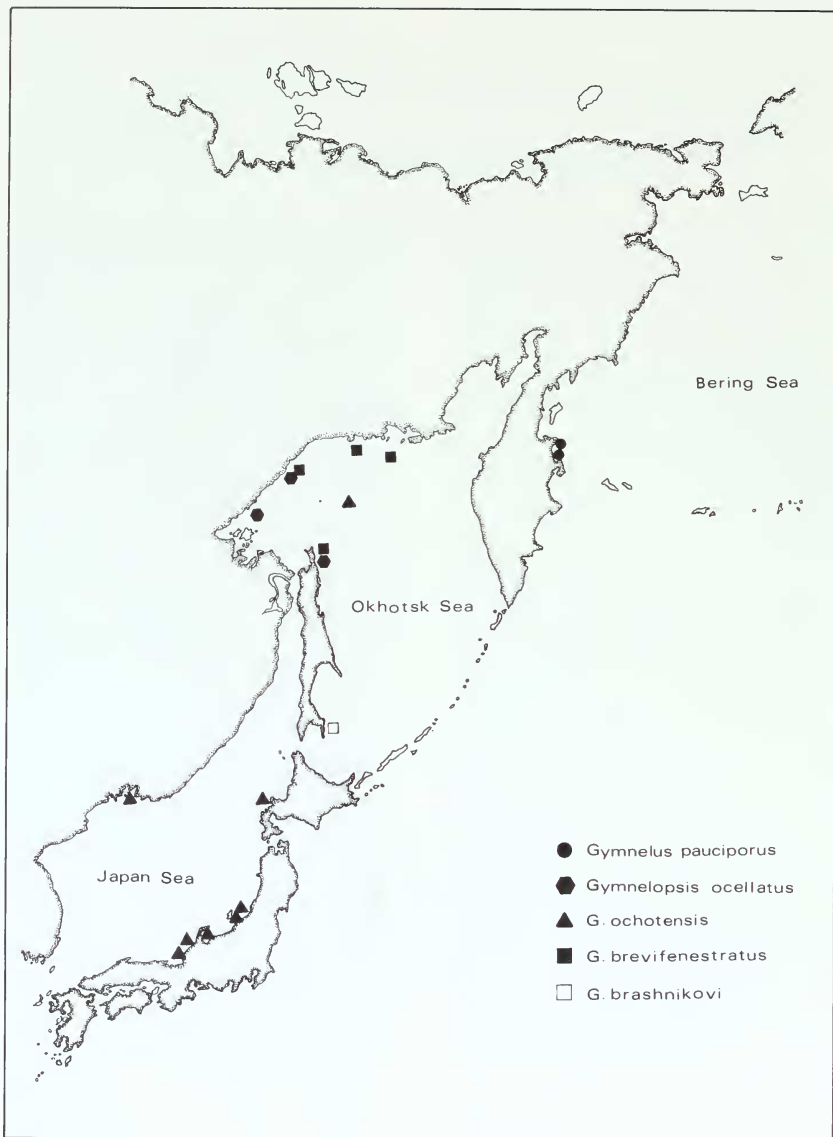 Bering Sea
Okhotsk Sea
Japan Sea
Gymnelus pauciporus
Gymnelopsis ocellatus
G. ochotensis
G. brevifenestratus
G. brashnikovi